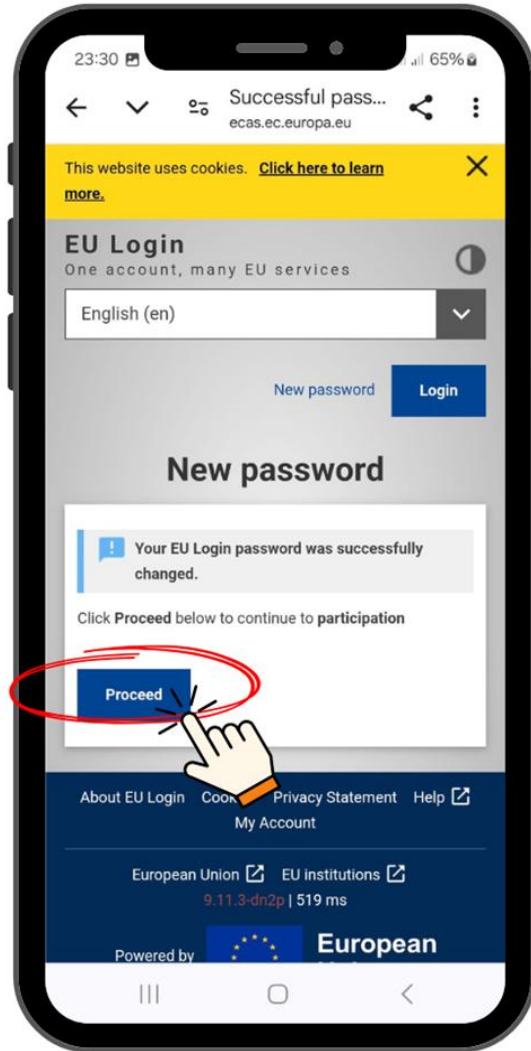 23:30
65%
Successful pass...
ecas.ec.europa.eu
This website uses cookies. Click here to learn
more.
EU Login
One account, many EU services
English (en)
New password
Login
New password
Your EU Login password was successfully
changed.
Click Proceed below to continue to participation
Proceed
About EU Login Privacy Statement Help
My Account
European Union EU institutions
9.11.3-dn2p | 519 ms
Powered by
European